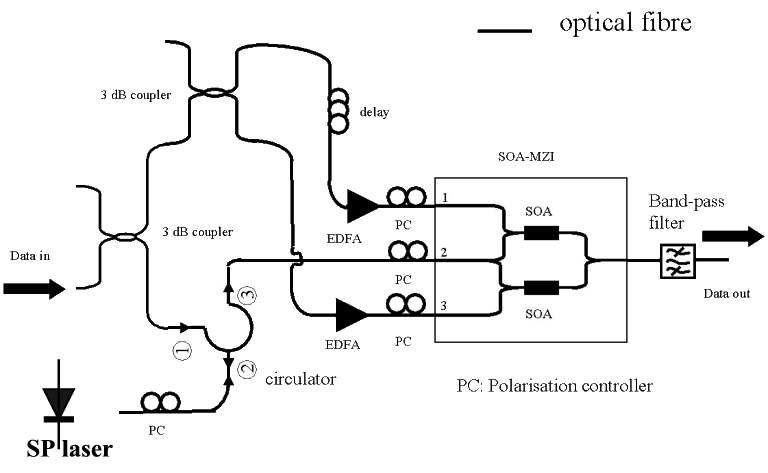 optical fibre
3 dB coupler
delay
SOA-MZI
1
PC
SOA
EDFA
Band-pass
filter
3 dB coupler
Data in
2
PC
3
SOA
Data out
EDFA
PC
③
①
②
circulator
PC: Polarisation controller
PC
SP laser